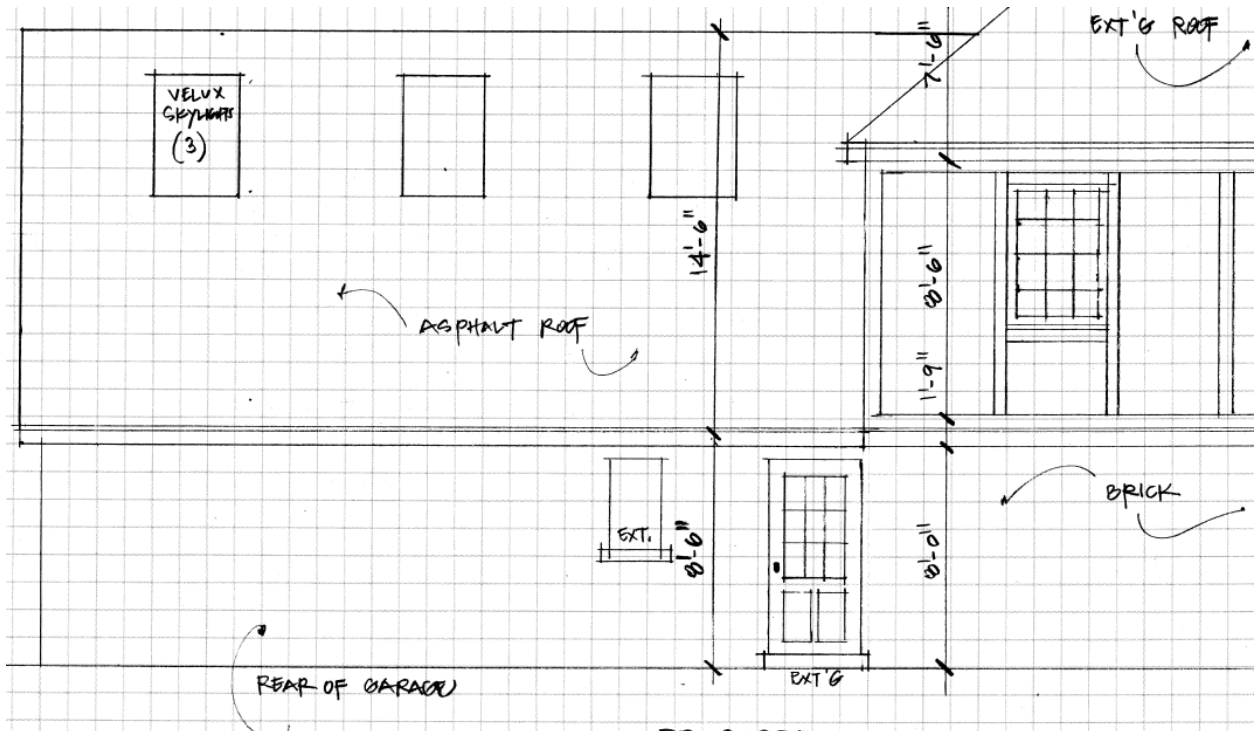 EXT'G ROOF
7'-6"
VELUX
SKYLIGHTS
(3)
14'-6"
8'-6"
ASPHALT ROOF
1'-9"
BRICK
EXT.
8'-6"
8'-0"
REAR OF GARAGE
EXT'G